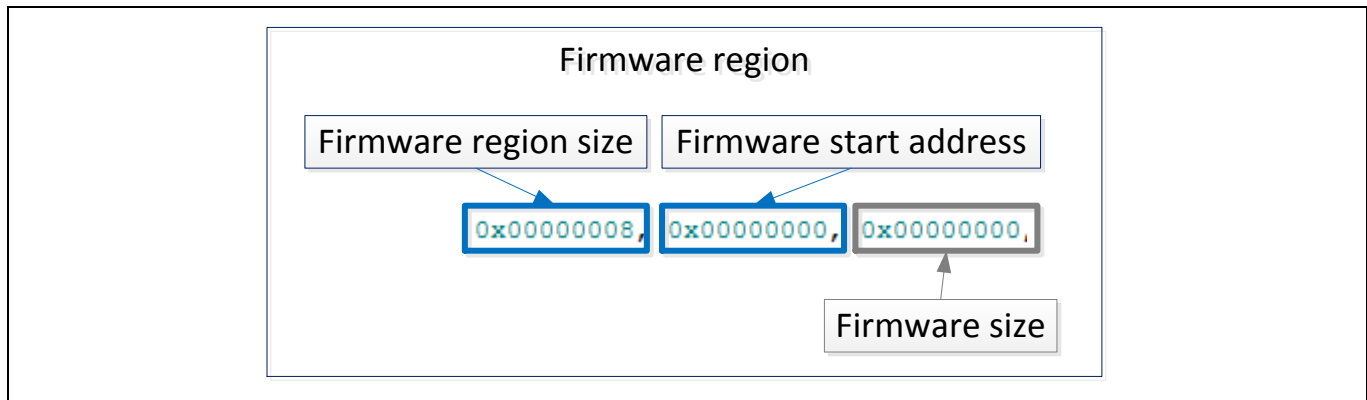 Firmware region
Firmware region size Firmware start address
0x00000008, 0x00000000, 0x00000000,
Firmware size